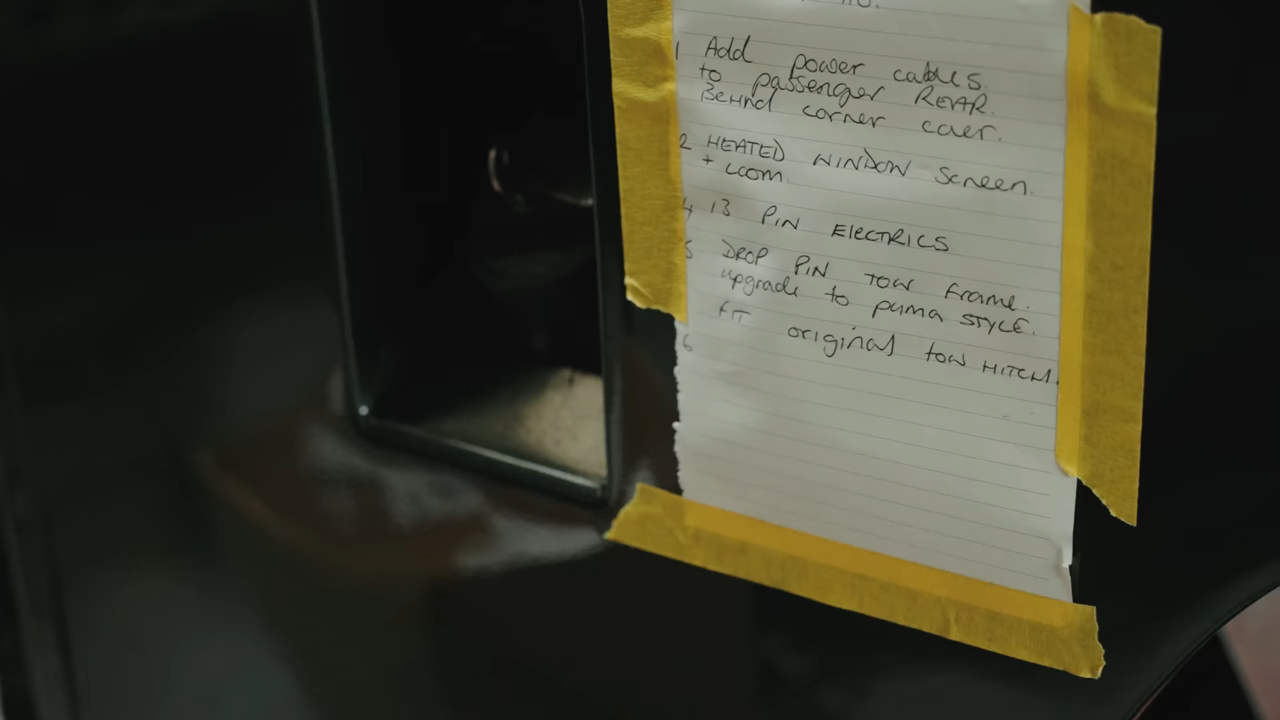 1 Add power cables.
to passenger REAR.
Behind corner caer.
2 HEATED WINDOW Screen.
+ LOOM.
4 13 PIN ElECTRICS
5 DROP PIN TOW Frame.
upgrade to puma STYLE.
6 FIT original tow HITCH.